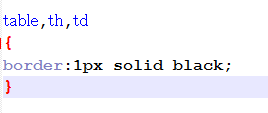 table,th,td
{
border:1px solid black;
}